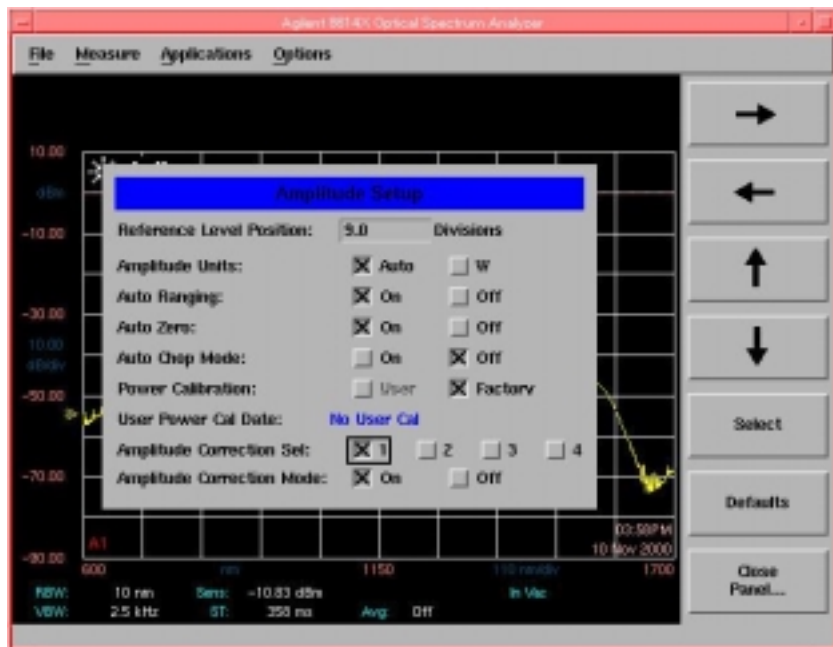 Agilent 8614X Optical Spectrum Analyzer
File Measure Applications Options
10.00
dBm
-10.00
-30.00
10.00
dB/div
-50.00
-70.00
-90.00
Amplitude Setup
Reference Level Position: 9.0 Divisions
Amplitude Units: Auto W
Auto Ranging: On Off
Auto Zero: On Off
Auto Chop Mode: On Off
Power Calibration: User Factory
User Power Cal Date: No User Cal
Amplitude Correction Set: 1 2 3 4
Amplitude Correction Mode: On Off
A1
03:58PM
10 Nov 2000
600 nm 1150 110 nm/div 1700
RBW: 10 nm Sens: -10.83 dBm In Vac
VBW: 2.5 kHz ST: 358 ms Avg: Off
Select
Defaults
Close
Panel....